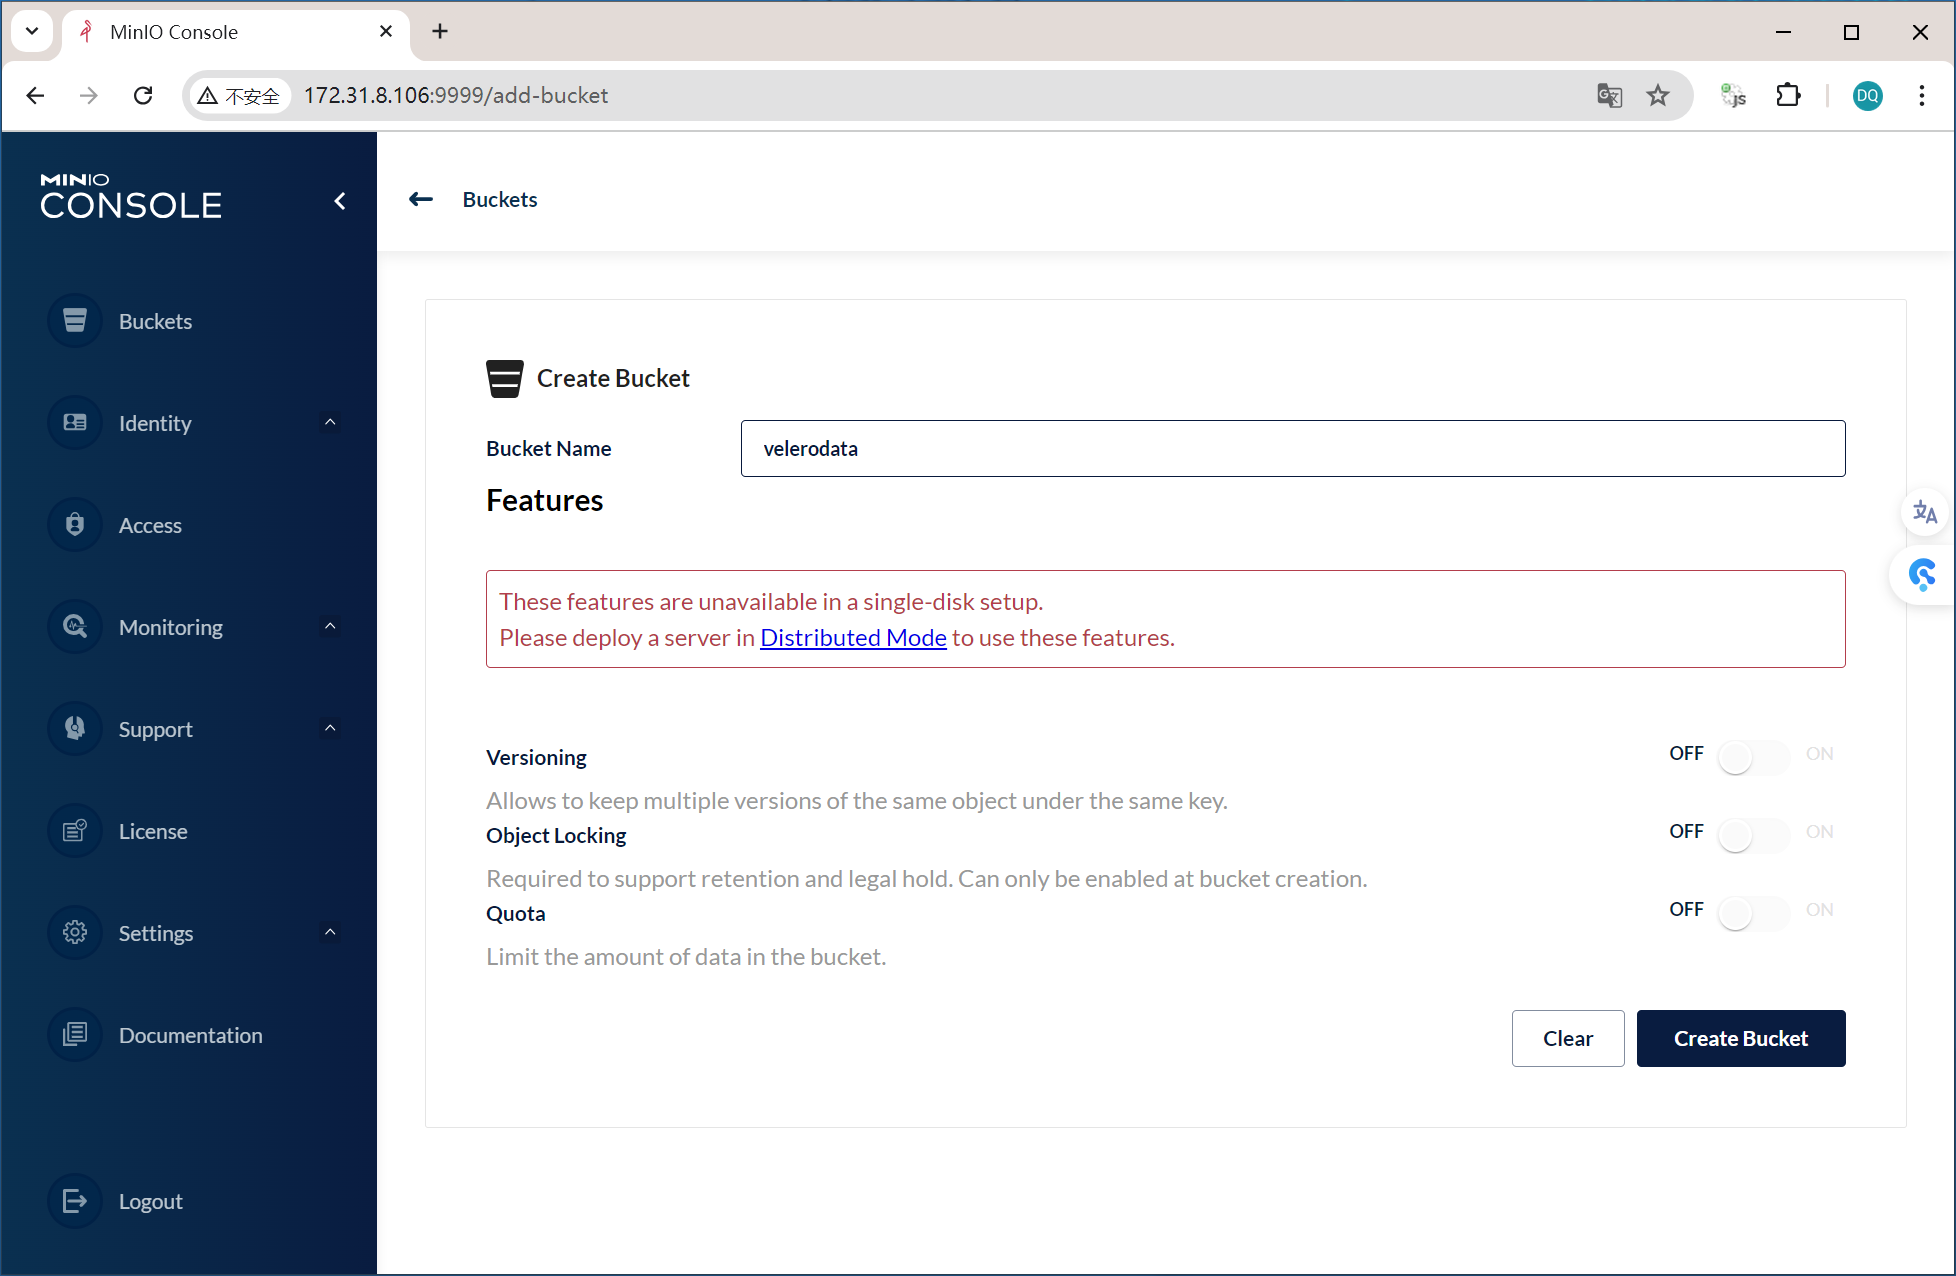 MinIO Console
不安全
172.31.8.106:9999/add-bucket
JS
DQ
MINIO
CONSOLE
Buckets
Buckets
Identity
Access
Monitoring
Support
License
Settings
Documentation
Logout
Create Bucket
Bucket Name
velerodata
Features
These features are unavailable in a single-disk setup.
Please deploy a server in Distributed Mode to use these features.
Versioning
OFF ON
Allows to keep multiple versions of the same object under the same key.
Object Locking
OFF ON
Required to support retention and legal hold. Can only be enabled at bucket creation.
Quota
OFF ON
Limit the amount of data in the bucket.
Clear
Create Bucket